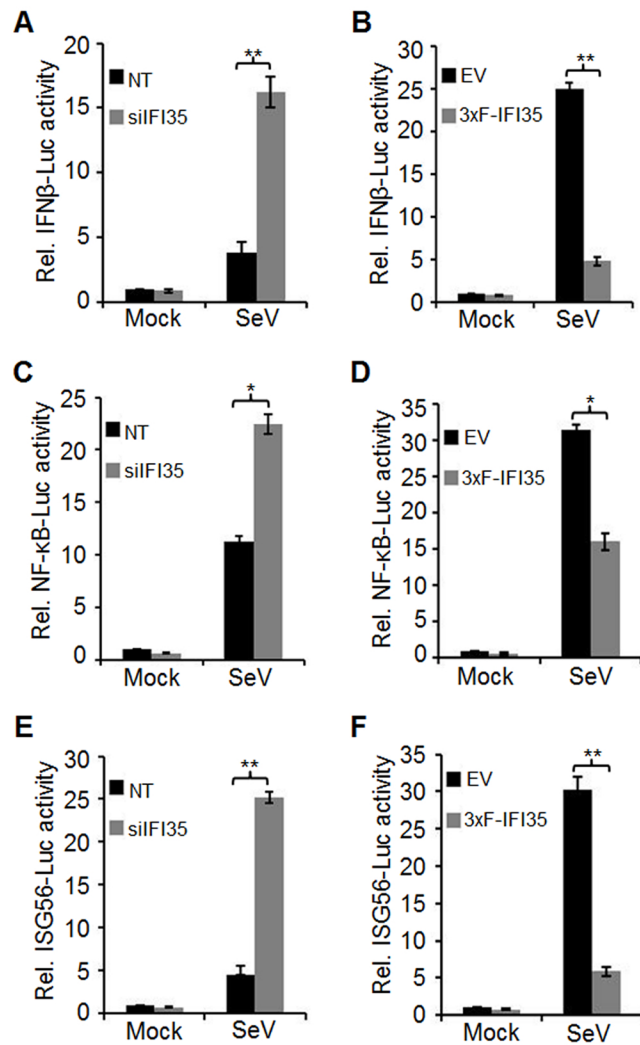 A
Rel. IFNβ-Luc activity
20
15
10
5
0
NT
siIFI35
**
Mock
SeV
B
Rel. IFNβ-Luc activity
30
25
20
15
10
5
0
EV
3xF-IFI35
**
Mock
SeV
C
Rel. NF-κB-Luc activity
25
20
15
10
5
0
NT
siIFI35
*
Mock
SeV
D
Rel. NF-κB-Luc activity
35
30
25
20
15
10
5
0
EV
3xF-IFI35
*
Mock
SeV
E
Rel. ISG56-Luc activity
30
25
20
15
10
5
0
NT
siIFI35
**
Mock
SeV
F
Rel. ISG56-Luc activity
35
30
25
20
15
10
5
0
EV
3xF-IFI35
**
Mock
SeV